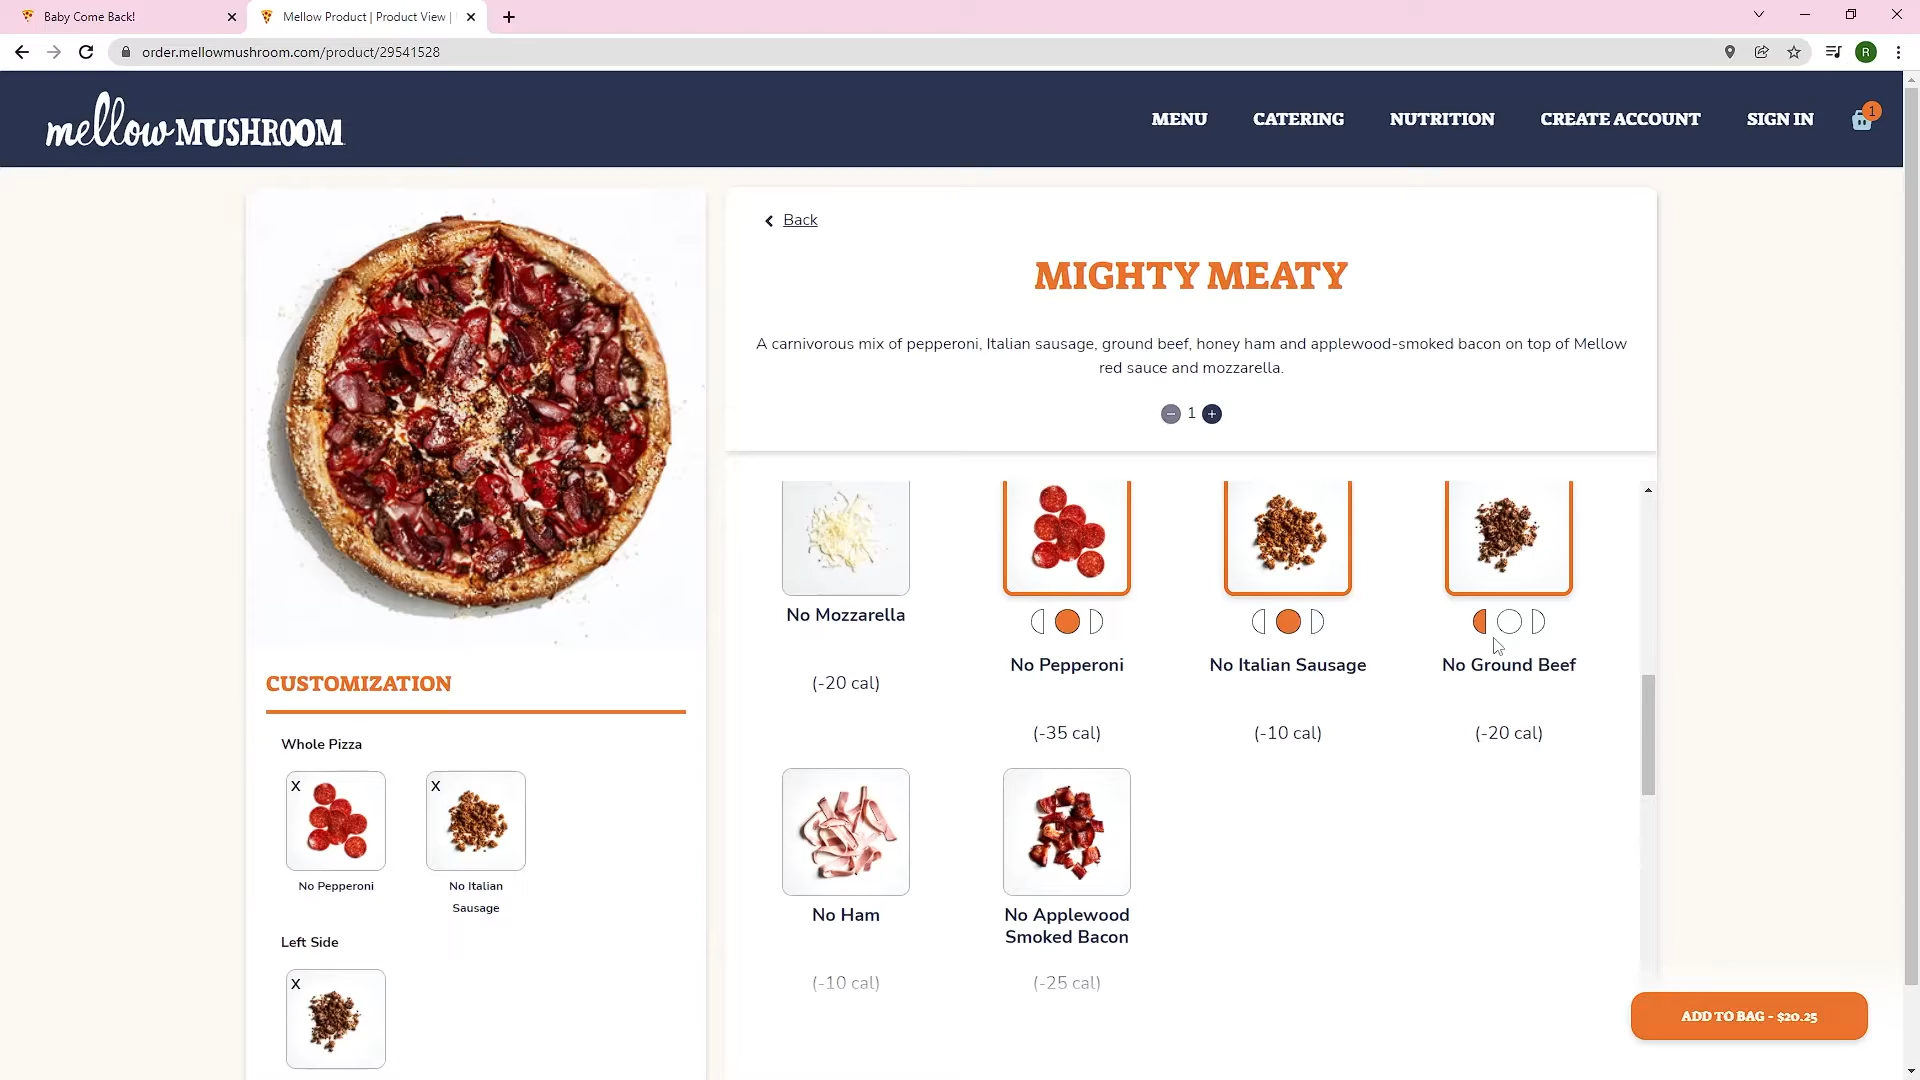 Baby Come Back!
Mellow Product | Product View |
order.mellowmushroom.com/product/29541528
R
mellow MUSHROOM
MENU
CATERING
NUTRITION
CREATE ACCOUNT
SIGN IN
1
Back
MIGHTY MEATY
A carnivorous mix of pepperoni, Italian sausage, ground beef, honey ham and applewood-smoked bacon on top of Mellow
red sauce and mozzarella.
1
No Mozzarella
(-20 cal)
No Pepperoni
(-35 cal)
No Italian Sausage
(-10 cal)
No Ground Beef
(-20 cal)
No Ham
(-10 cal)
No Applewood
Smoked Bacon
(-25 cal)
CUSTOMIZATION
Whole Pizza
X
No Pepperoni
X
No Italian
Sausage
Left Side
X
ADD TO BAG - $20.25